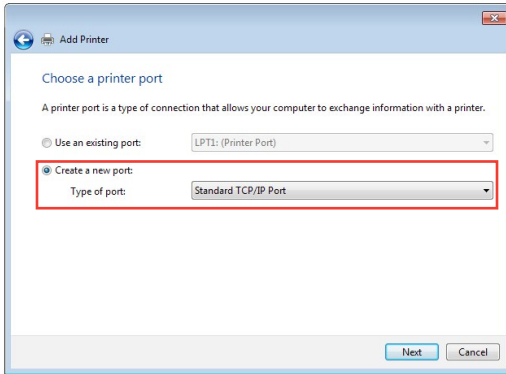 Add Printer
Choose a printer port
A printer port is a type of connection that allows your computer to exchange information with a printer.
Use an existing port: LPT1: (Printer Port)
Create a new port:
Type of port: Standard TCP/IP Port
Next Cancel